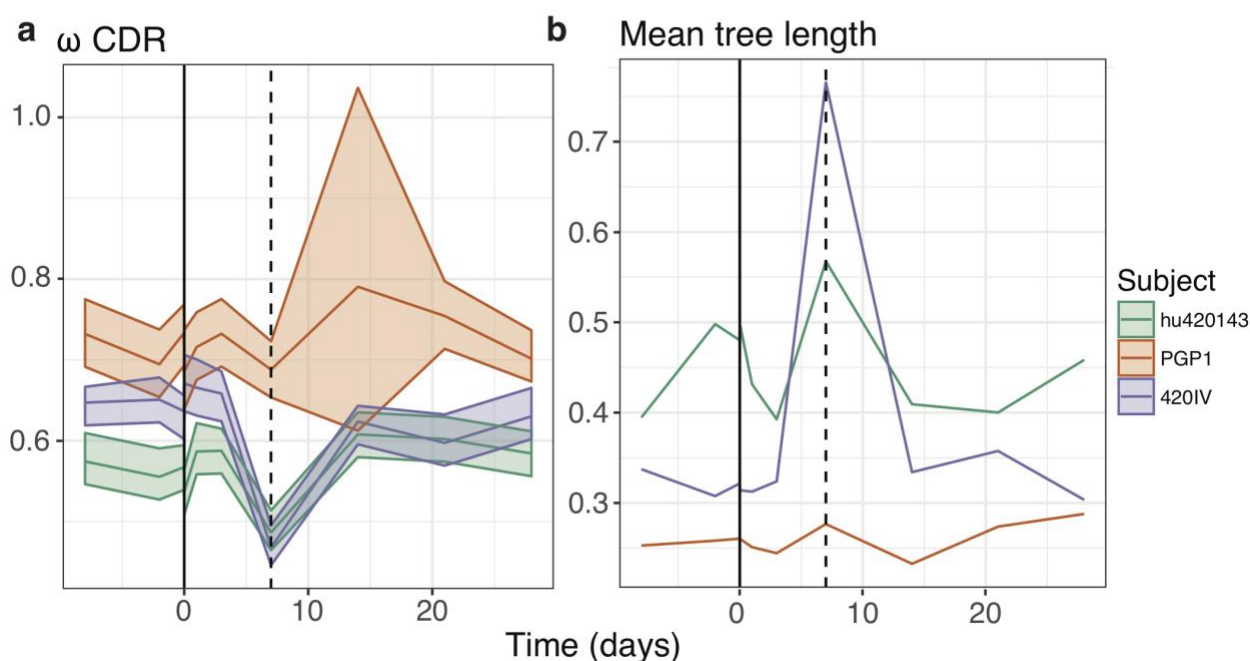 a ω CDR
1.0
0.8
0.6
0 10 20
b Mean tree length
0.7
0.6
0.5
0.4
0.3
0 10 20
Time (days)
Subject
hu420143
PGP1
420IV